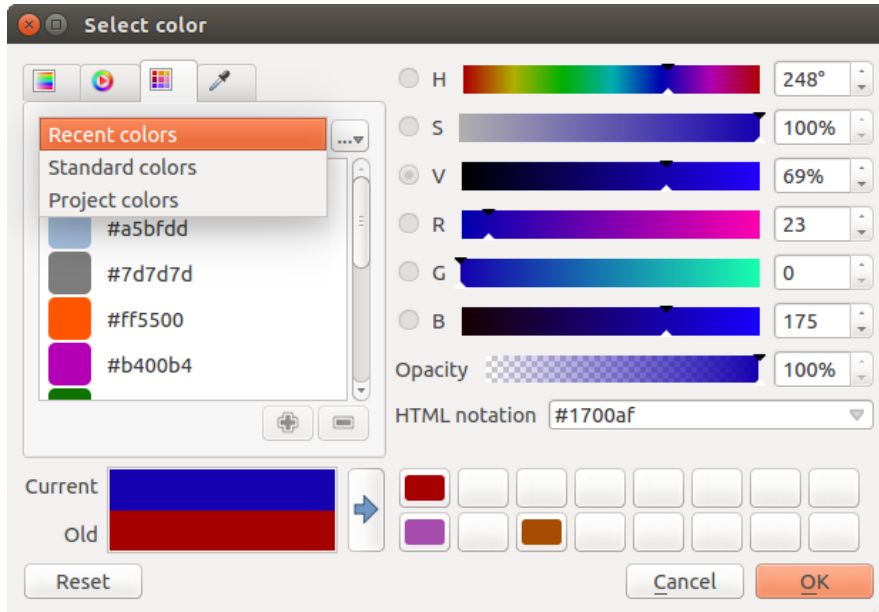 Select color
Recent colors
...
Standard colors
Project colors
#a5bfdd
#7d7d7d
#ff5500
#b400b4
H 248°
S 100%
V 69%
R 23
G 0
B 175
Opacity 100%
HTML notation #1700af
Current
Old
Reset
Cancel
OK